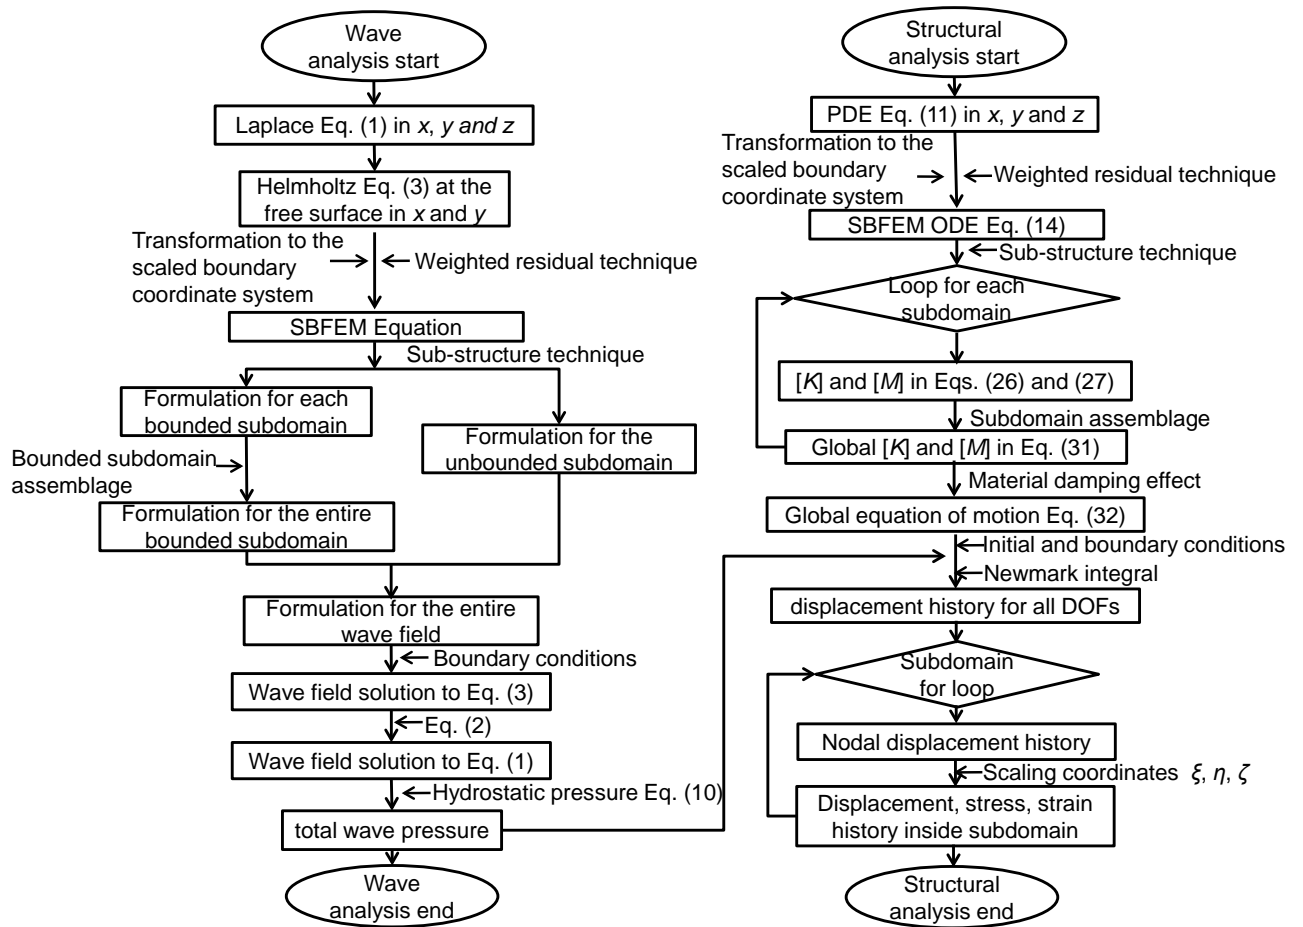 Wave
analysis start
Laplace Eq. (1) in x, y and z
Helmholtz Eq. (3) at the
free surface in x and y
Transformation to the
scaled boundary
coordinate system
Weighted residual technique
SBFEM Equation
Sub-structure technique
Formulation for each
bounded subdomain
Formulation for the
unbounded subdomain
Bounded subdomain
assemblage
Formulation for the entire
bounded subdomain
Formulation for the entire
wave field
Boundary conditions
Wave field solution to Eq. (3)
Eq. (2)
Wave field solution to Eq. (1)
Hydrostatic pressure Eq. (10)
total wave pressure
Wave
analysis end
Structural
analysis start
PDE Eq. (11) in x, y and z
Transformation to the
scaled boundary
coordinate system
Weighted residual technique
SBFEM ODE Eq. (14)
Sub-structure technique
Loop for each
subdomain
[K] and [M] in Eqs. (26) and (27)
Subdomain assemblage
Global [K] and [M] in Eq. (31)
Material damping effect
Global equation of motion Eq. (32)
Initial and boundary conditions
Newmark integral
displacement history for all DOFs
Subdomain
for loop
Nodal displacement history
Scaling coordinates ξ, η, ζ
Displacement, stress, strain
history inside subdomain
Structural
analysis end